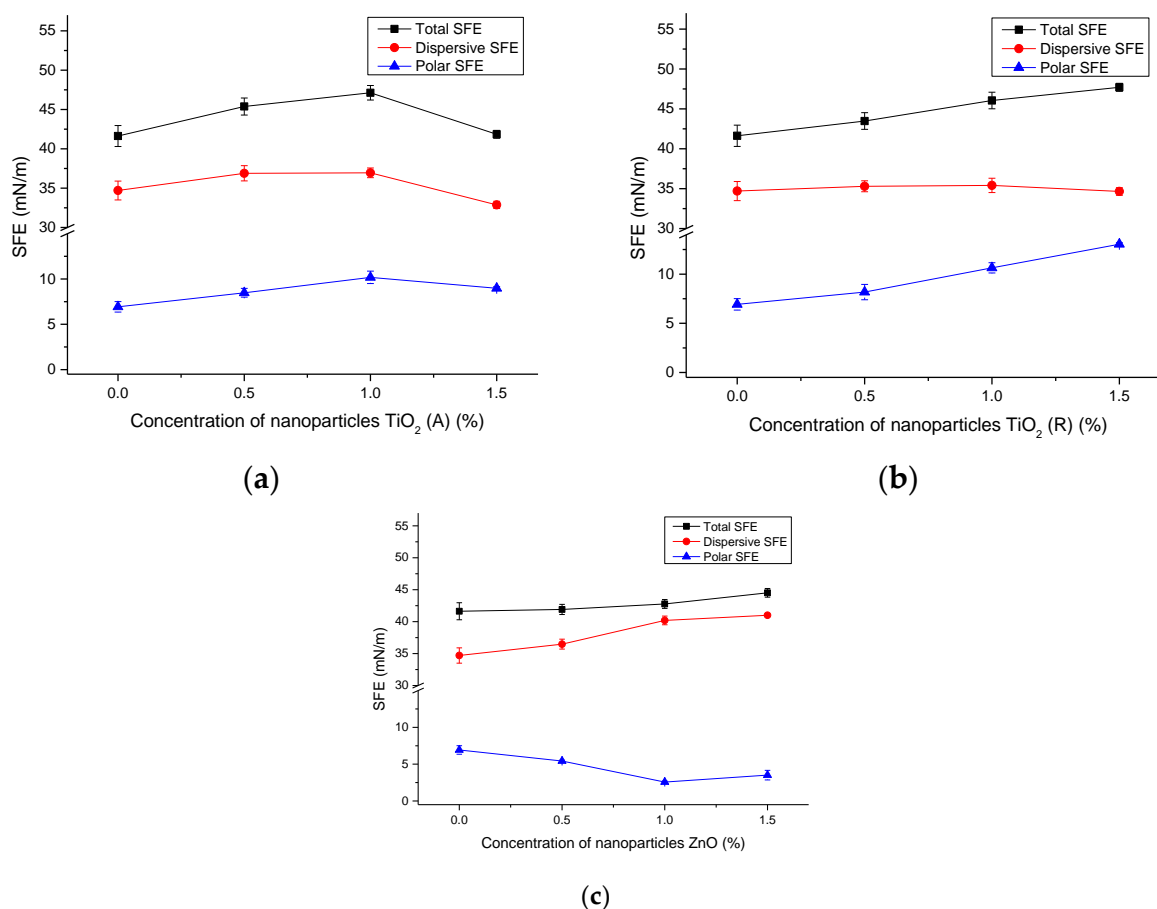 Total SFE
Dispersive SFE
Polar SFE
55
50
45
40
35
30
10
5
0
SFE (mN/m)
0.0 0.5 1.0 1.5
Concentration of nanoparticles TiO2 (A) (%)
(a)
Total SFE
Dispersive SFE
Polar SFE
55
50
45
40
35
30
10
5
0
SFE (mN/m)
0.0 0.5 1.0 1.5
Concentration of nanoparticles TiO2 (R) (%)
(b)
Total SFE
Dispersive SFE
Polar SFE
55
50
45
40
35
30
10
5
0
SFE (mN/m)
0.0 0.5 1.0 1.5
Concentration of nanoparticles ZnO (%)
(c)